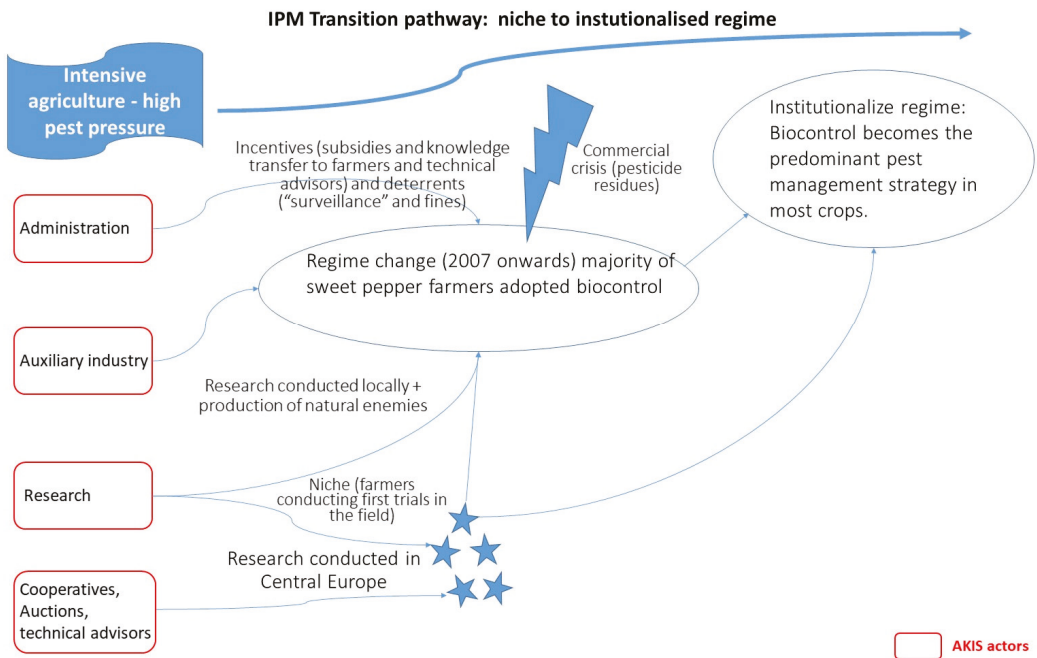 IPM Transition pathway: niche to instutionalised regime
Intensive
agriculture - high
pest pressure
Incentives (subsidies and knowledge
transfer to farmers and technical
advisors) and deterrents
(“surveillance” and fines)
Commercial
crisis (pesticide
residues)
Institutionalize regime:
Biocontrol becomes the
predominant pest
management strategy in
most crops.
Administration
Regime change (2007 onwards) majority of
sweet pepper farmers adopted biocontrol
Auxiliary industry
Research conducted locally +
production of natural enemies
Research
Niche (farmers
conducting first trials in
the field)
Research conducted in
Central Europe
Cooperatives,
Auctions,
technical advisors
AKIS actors